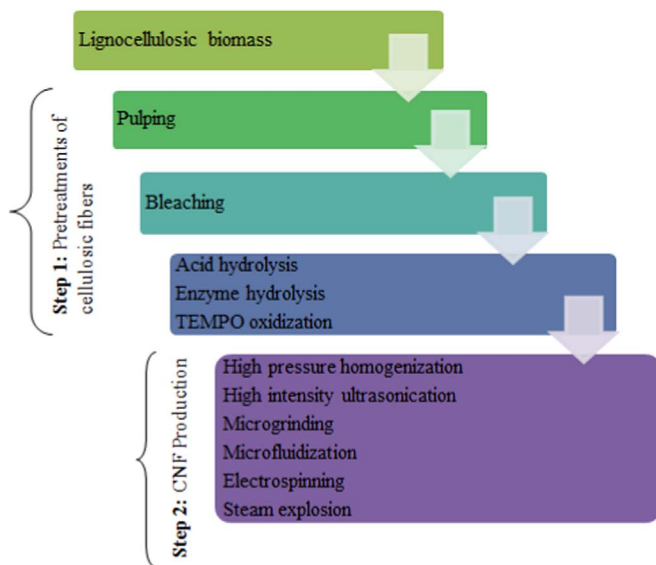 Lignocellulosic biomass
Step 1: Pretreatments of
cellulosic fibers
Pulping
Bleaching
Acid hydrolysis
Enzyme hydrolysis
TEMPO oxidization
Step 2: CNF Production
High pressure homogenization
High intensity ultrasonication
Microgrinding
Microfluidization
Electrospinning
Steam explosion